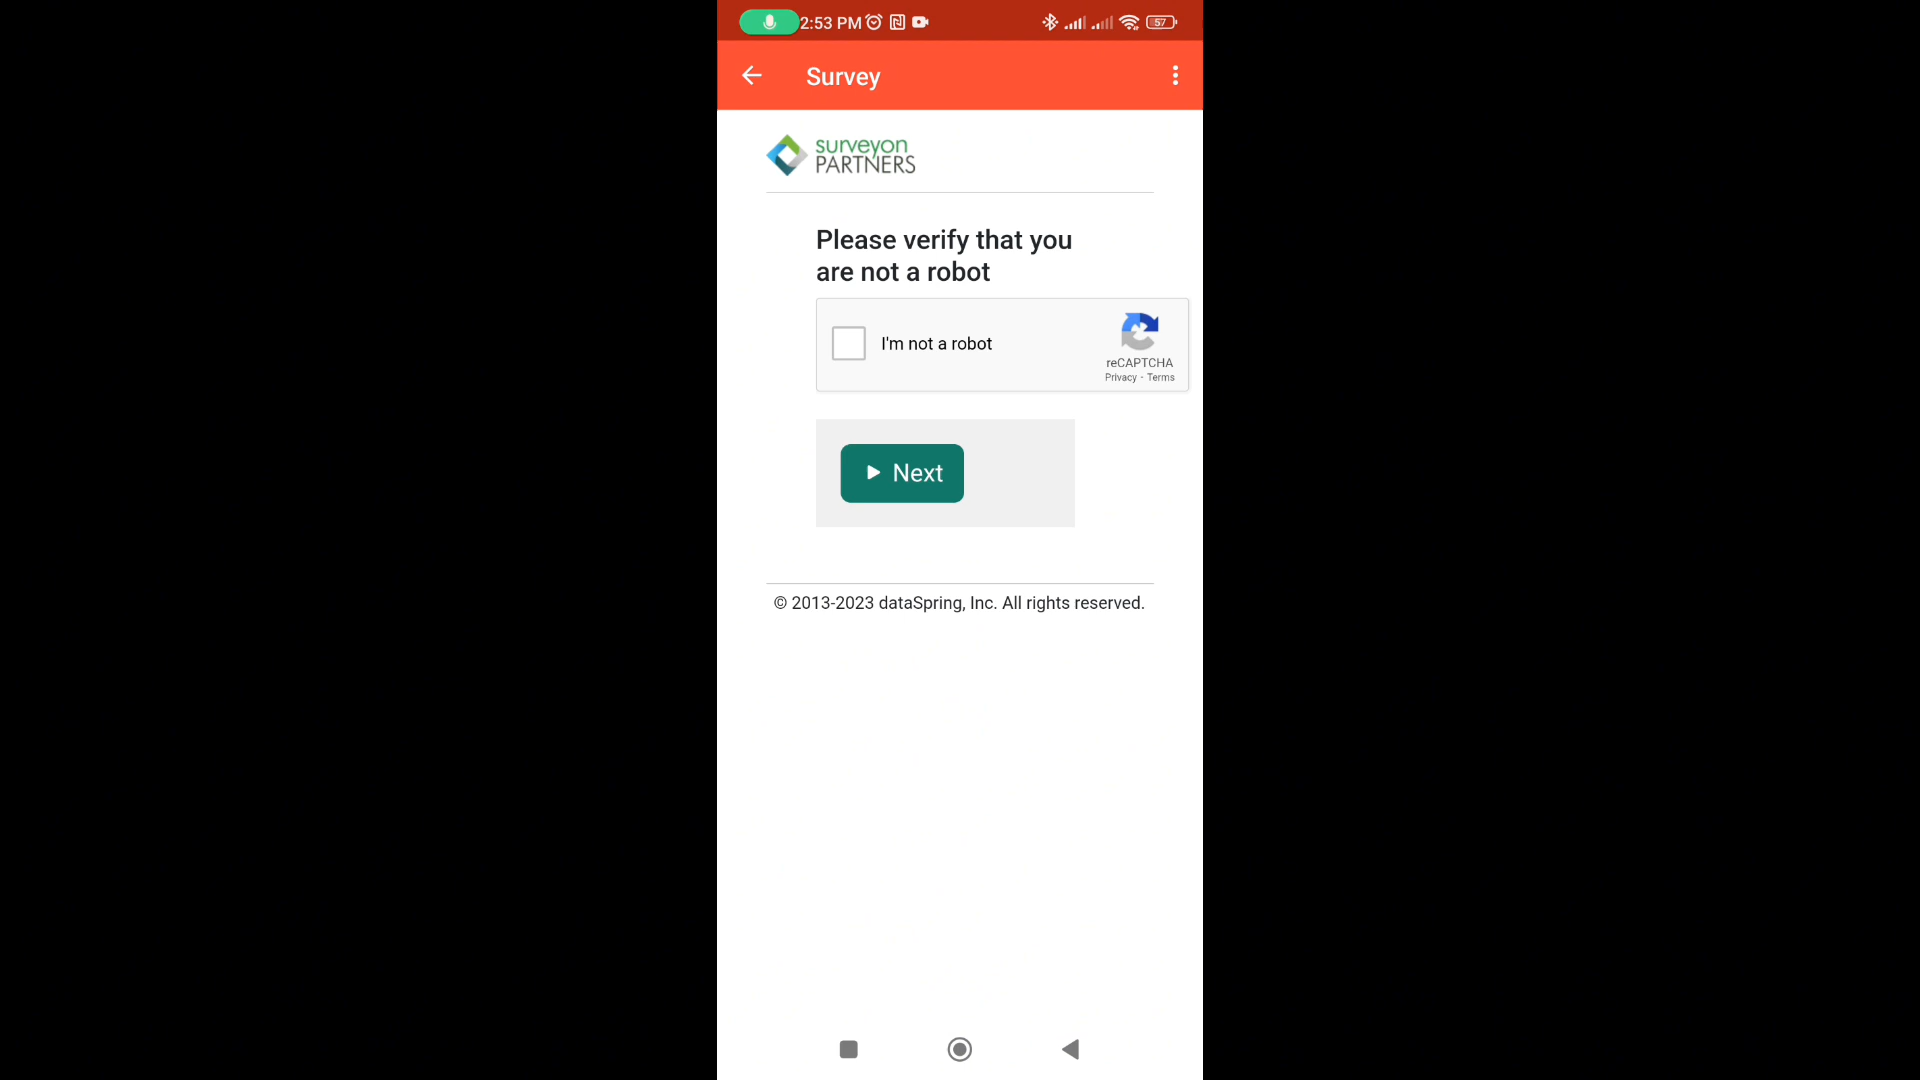 2:53 PM
57
Survey
surveyon
PARTNERS
Please verify that you
are not a robot
I'm not a robot
reCAPTCHA
Privacy - Terms
Next
© 2013-2023 dataSpring, Inc. All rights reserved.